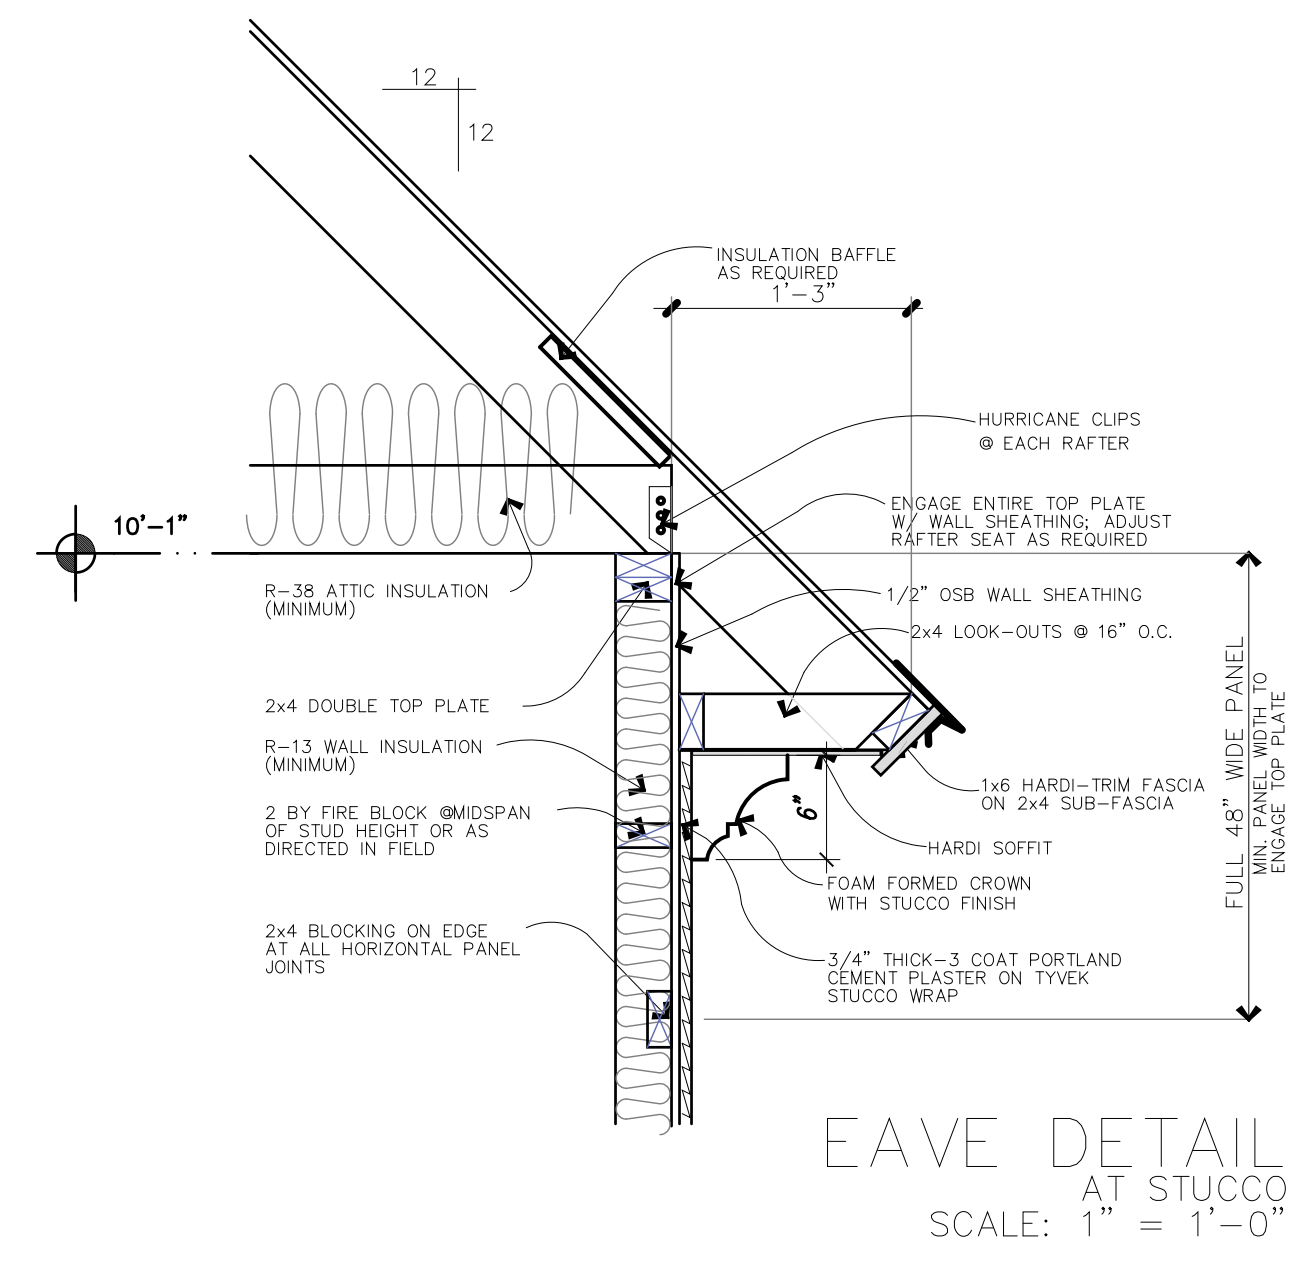 12
12
INSULATION BAFFLE
AS REQUIRED
1'-3"
HURRICANE CLIPS
@ EACH RAFTER
ENGAGE ENTIRE TOP PLATE
W/ WALL SHEATHING; ADJUST
RAFTER SEAT AS REQUIRED
10'-1"
R-38 ATTIC INSULATION
(MINIMUM)
1/2" OSB WALL SHEATHING
2x4 LOOK-OUTS @ 16" O.C.
2x4 DOUBLE TOP PLATE
R-13 WALL INSULATION
(MINIMUM)
2 BY FIRE BLOCK @MIDSPAN
OF STUD HEIGHT OR AS
DIRECTED IN FIELD
6"
1x6 HARDI-TRIM FASCIA
ON 2x4 SUB-FASCIA
HARDI SOFFIT
FOAM FORMED CROWN
WITH STUCCO FINISH
FULL 48" WIDE PANEL
MIN. PANEL WIDTH TO
ENGAGE TOP PLATE
2x4 BLOCKING ON EDGE
AT ALL HORIZONTAL PANEL
JOINTS
3/4" THICK-3 COAT PORTLAND
CEMENT PLASTER ON TYVEK
STUCCO WRAP
EAVE DETAIL
AT STUCCO
SCALE: 1" = 1'-0"